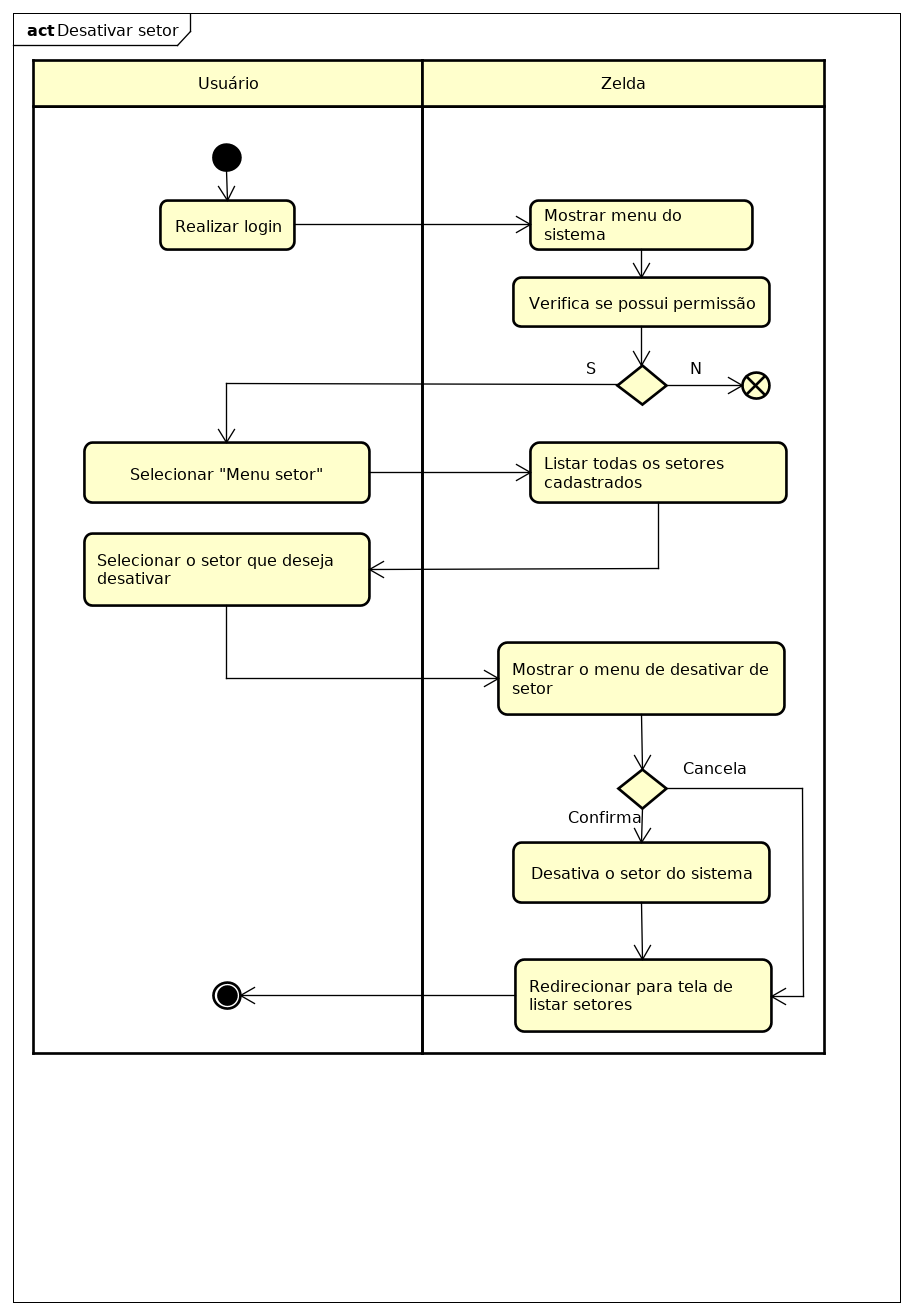 act Desativar setor
Usuário
Zelda
Realizar login
Mostrar menu do
sistema
Verifica se possui permissão
S
N
Selecionar "Menu setor"
Listar todas os setores
cadastrados
Selecionar o setor que deseja
desativar
Mostrar o menu de desativar de
setor
Cancela
Confirma
Desativa o setor do sistema
Redirecionar para tela de
listar setores